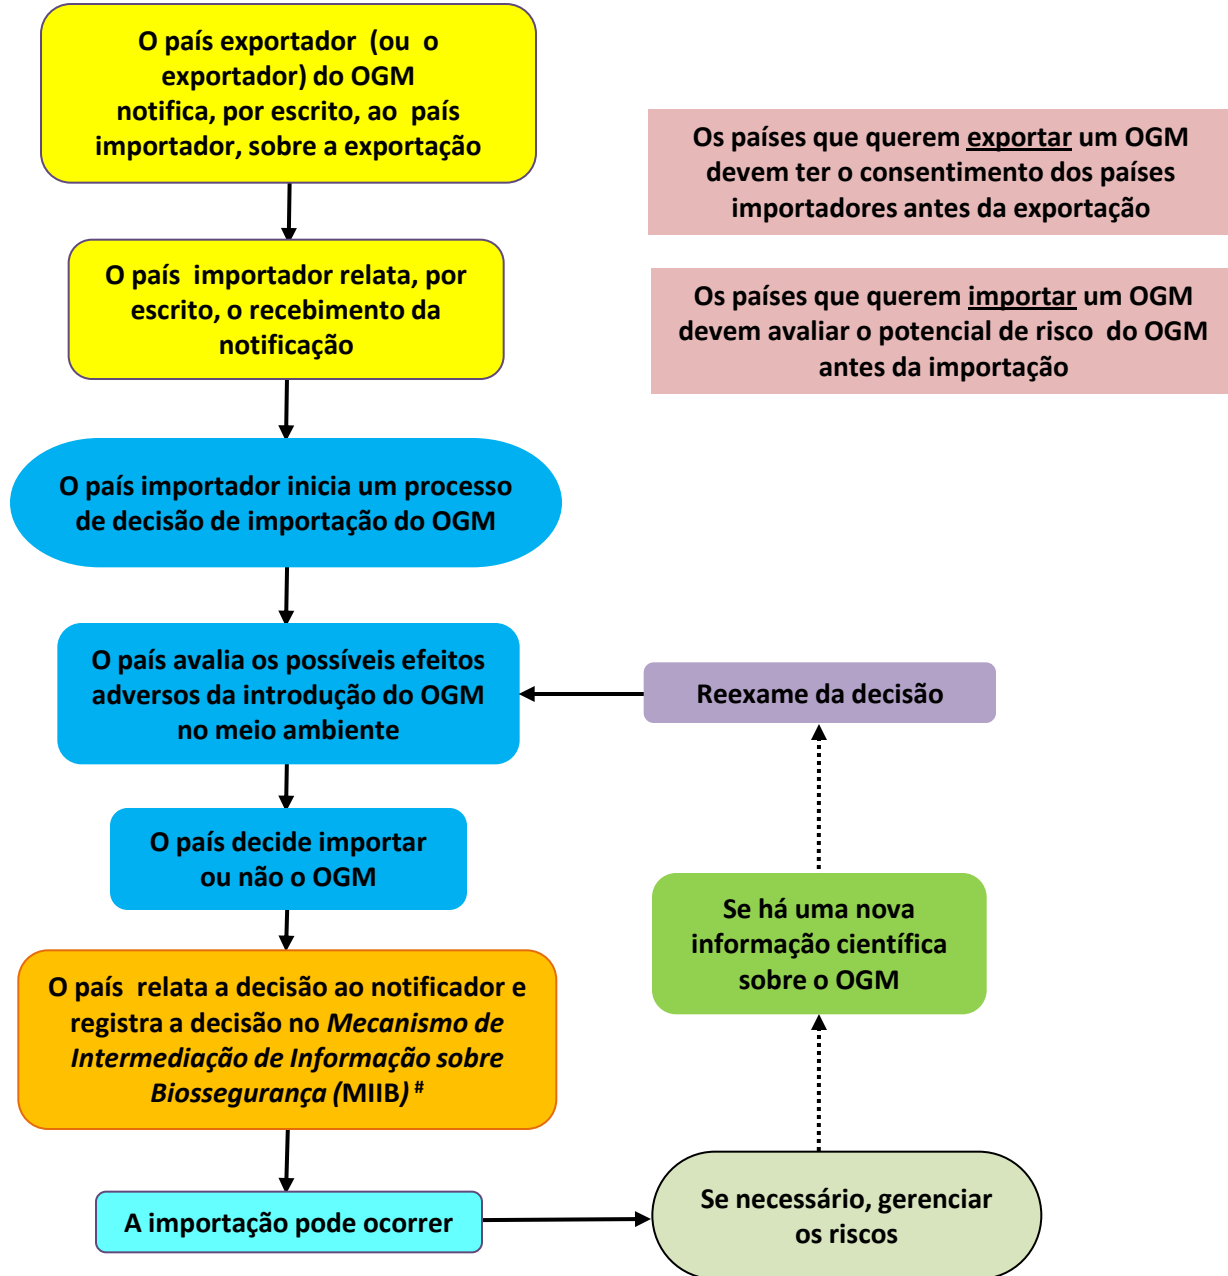 O país exportador (ou o
exportador) do OGM
notifica, por escrito, ao país
importador, sobre a exportação
Os países que querem exportar um OGM
devem ter o consentimento dos países
importadores antes da exportação
O país importador relata, por
escrito, o recebimento da
notificação
Os países que querem importar um OGM
devem avaliar o potencial de risco do OGM
antes da importação
O país importador inicia um processo
de decisão de importação do OGM
O país avalia os possíveis efeitos
adversos da introdução do OGM
no meio ambiente
Reexame da decisão
O país decide importar
ou não o OGM
Se há uma nova
informação científica
sobre o OGM
O país relata a decisão ao notificador e
registra a decisão no Mecanismo de
Intermediação de Informação sobre
Biossegurança (MIIB) #
A importação pode ocorrer
Se necessário, gerenciar
os riscos